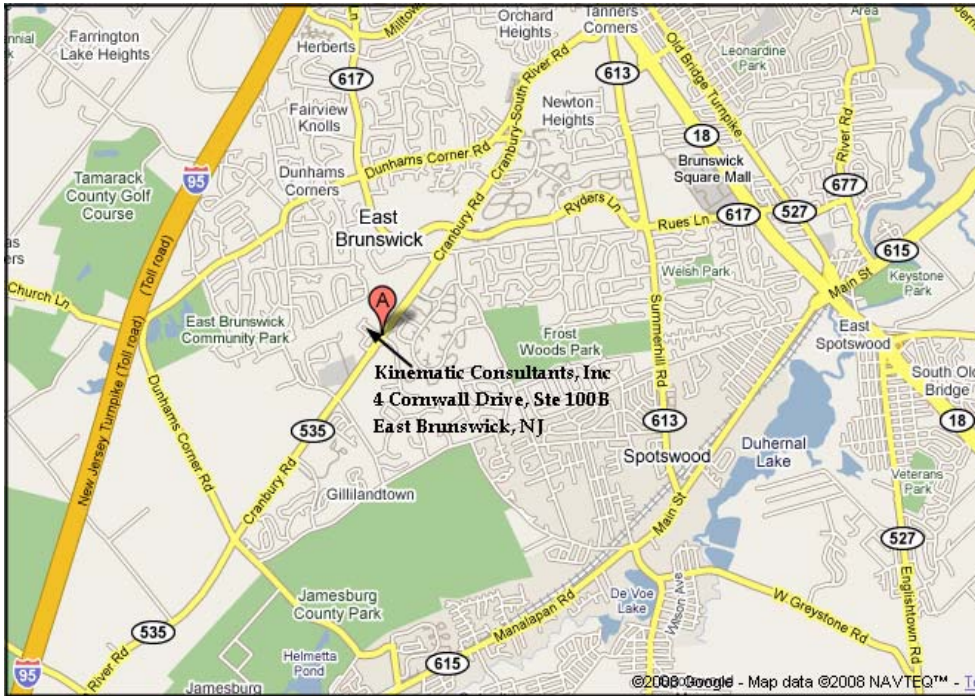 Farrington
Lake Heights
Herberts
Ln
Milltown
Orchard
Heights
Tanners
Corners
Area
617
613
Old Bridge Turnpike
Leonardine
Park
Cranbury-South River Rd
Fairview
Knolls
Newton
Heights
18
River Rd
Tamarack
County Golf
Course
95
Dunhams
Corners
Dunhams Corner Rd
Brunswick
Square Mall
677
East
Brunswick
Cranbury Rd
Ryders Ln
Rues Ln
617
527
615
(Toll road)
Church Ln
Welsh Park
Main St
Keystone
Park
A
East Brunswick
Community Park
Frost
Woods Park
Summerhill Rd
East
Spotswood
New Jersey Turnpike (Toll road)
Kinematic Consultants, Inc
4 Cornwall Drive, Ste 100B
East Brunswick, NJ
South Old
Bridge
Dunhams Corner Rd
535
613
18
Spotswood
Duhernal
Lake
Cranbury Rd
Gillilandtown
Veterans
Park
Main St
527
Jamesburg
County Park
De Voe
Lake
Wilson Ave
W Greystone Rd
Englishtown Rd
535
Manalapan Rd
River Rd
Helmetta
Pond
615
95
Jamesburg
©2008 Google - Map data ©2008 NAVTEQ™ -